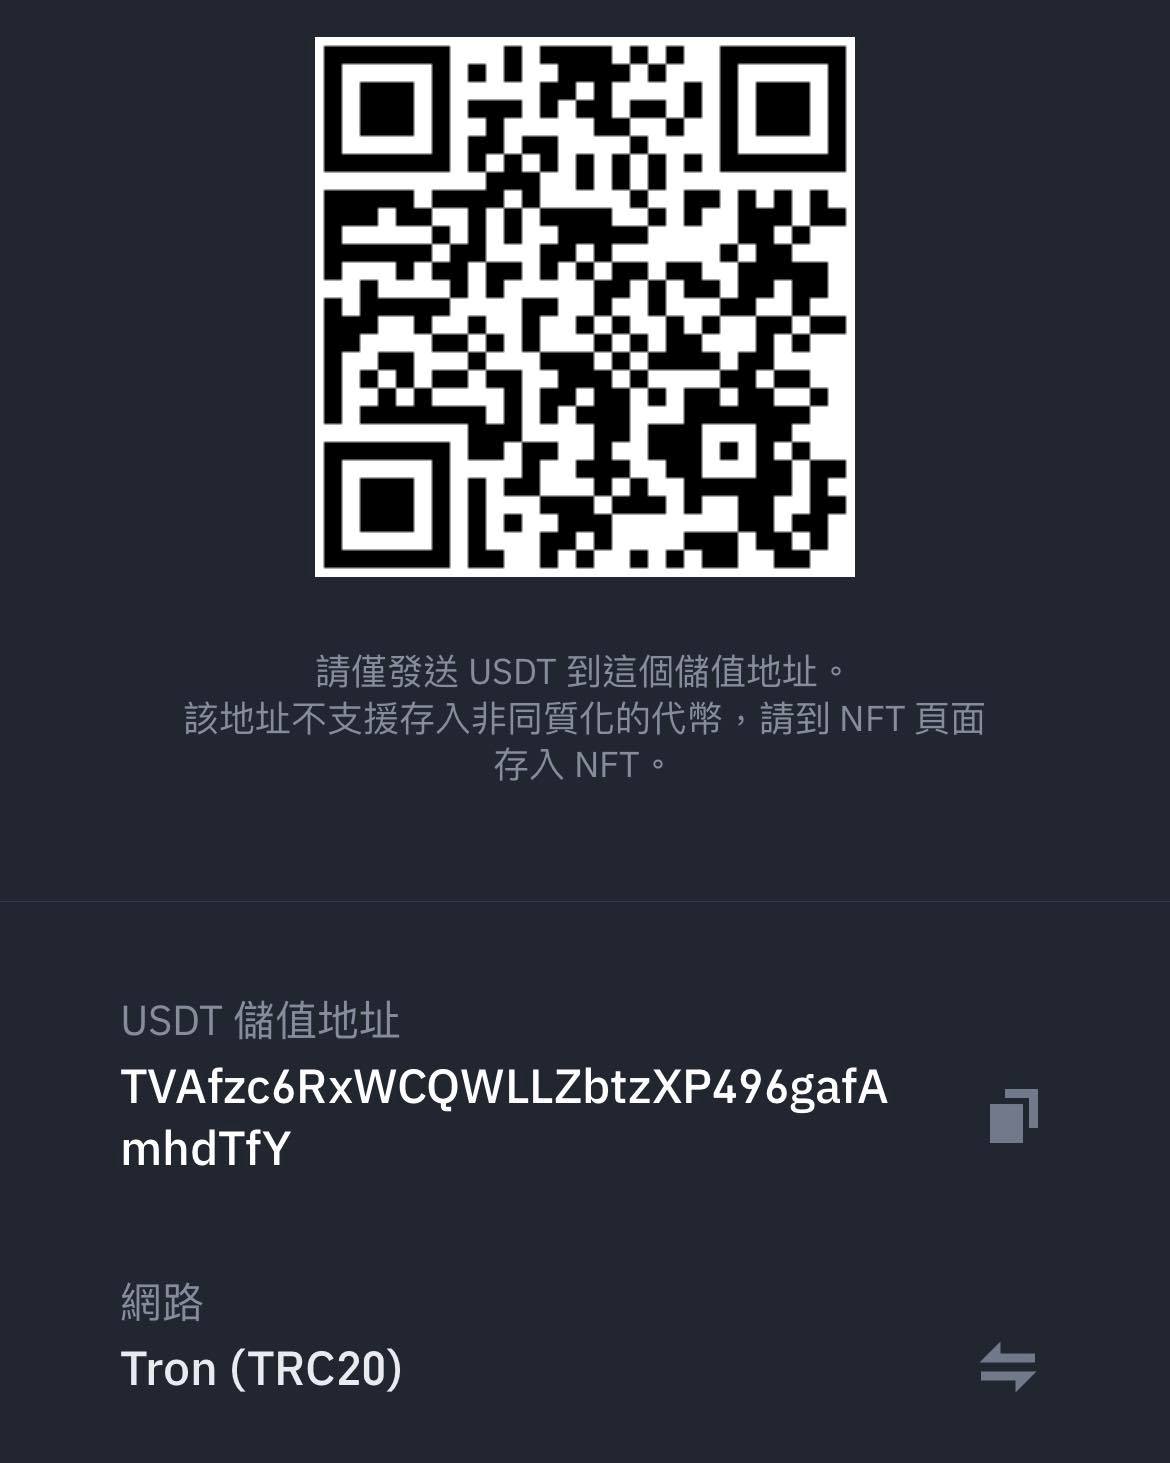 請僅發送 USDT 到這個儲值地址。
該地址不支援存入非同質化的代幣，請到 NFT 頁面
存入 NFT。
USDT 儲值地址
TVAfzc6RxWCQWLLZbtzXP496gafA
mhdTfY
網路
Tron (TRC20)